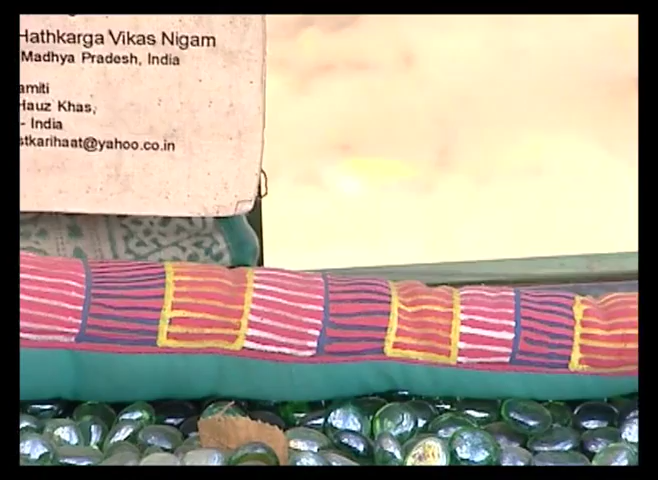 Hathkarga Vikas Nigam
Madhya Pradesh, India
amiti
Hauz Khas,
- India
stkarihaat@yahoo.co.in